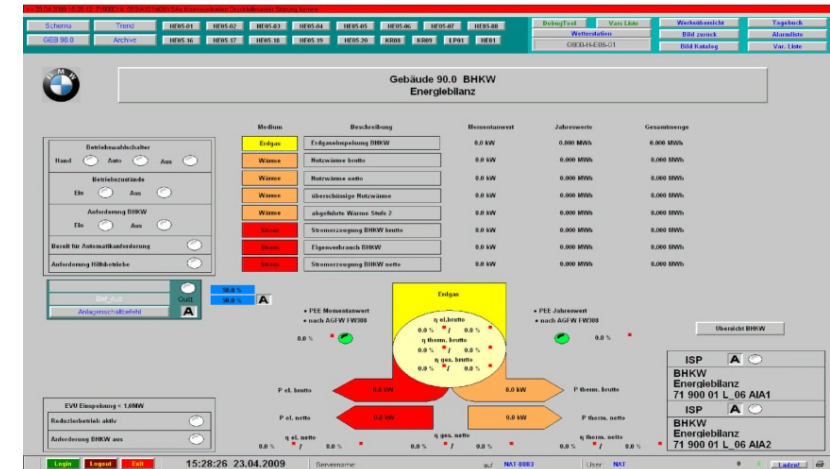 Schema Trend HE05-01 HE05-02 HE05-03 HE05-04 HE05-05 HE05-06 HE05-07 HE05-08 DebugTool Vars Liste Werksübersicht Tagebuch
Wetterstation Bild zurück Alarmliste
GEB 90.0 Archive HE05-16 HE05-17 HE05-18 HE05-19 HE05-20 KR08 KR09 LP01 HE01 Bild Katalog Var. Liste
BMW
Gebäude 90.0 BHKW
Energiebilanz
Medium Beschreibung Momentanwert Jahreswerte Gesamtmenge
Erdgas Erdgaseinspeisung BHKW 0.0 kW 0.000 MWh 0.000 MWh
Wärme Nutzwärme brutto 0.0 kW 0.000 MWh 0.000 MWh
Wärme Nutzwärme netto 0.0 kW 0.000 MWh 0.000 MWh
Wärme überschüssige Nutzwärme 0.0 kW 0.000 MWh 0.000 MWh
Wärme abgeführte Wärme Stufe 2 0.0 kW 0.000 MWh 0.000 MWh
Strom Stromerzeugung BHKW brutto 0.0 kW 0.000 MWh 0.000 MWh
Strom Eigenverbrauch BHKW 0.0 kW 0.000 MWh 0.000 MWh
Strom Stromerzeugung BHKW netto 0.0 kW 0.000 MWh 0.000 MWh
Betriebswahlschalter
Hand Auto Aus
Betriebszustände
Ein Aus
Anforderung BHKW
Ein Aus
Bereit für Automatikanforderung
Anforderung Hilfsbetriebe
Quit
Anlagenschaltbefehl A
50.0 %
50.0 % A
Erdgas
• PEE Momentanwert
• nach AGFW FW308
0.0 %
η el.brutto
0.0 % / 0.0 %
η therm. brutto
0.0 % / 0.0 %
η ges. brutto
0.0 % / 0.0 %
• PEE Jahreswert
• nach AGFW FW308
0.0 %
Übersicht BHKW
P el. brutto 0.0 kW 0.0 kW P therm. brutto
P el. netto 0.0 kW 0.0 kW P therm. netto
η el. netto η ges. netto η therm. netto
0.0 % / 0.0 % 0.0 % / 0.0 % 0.0 % / 0.0 %
EVU Einspeisung < 1,0MW
Reduzierbetrieb aktiv
Anforderung BHKW aus
ISP A
BHKW
Energiebilanz
71 900 01 L_06 AIA1
ISP A
BHKW
Energiebilanz
71 900 01 L_06 AIA2
Login Logout Exit 15:28:26 23.04.2009 Servername: auf NAT-0083 User NAT